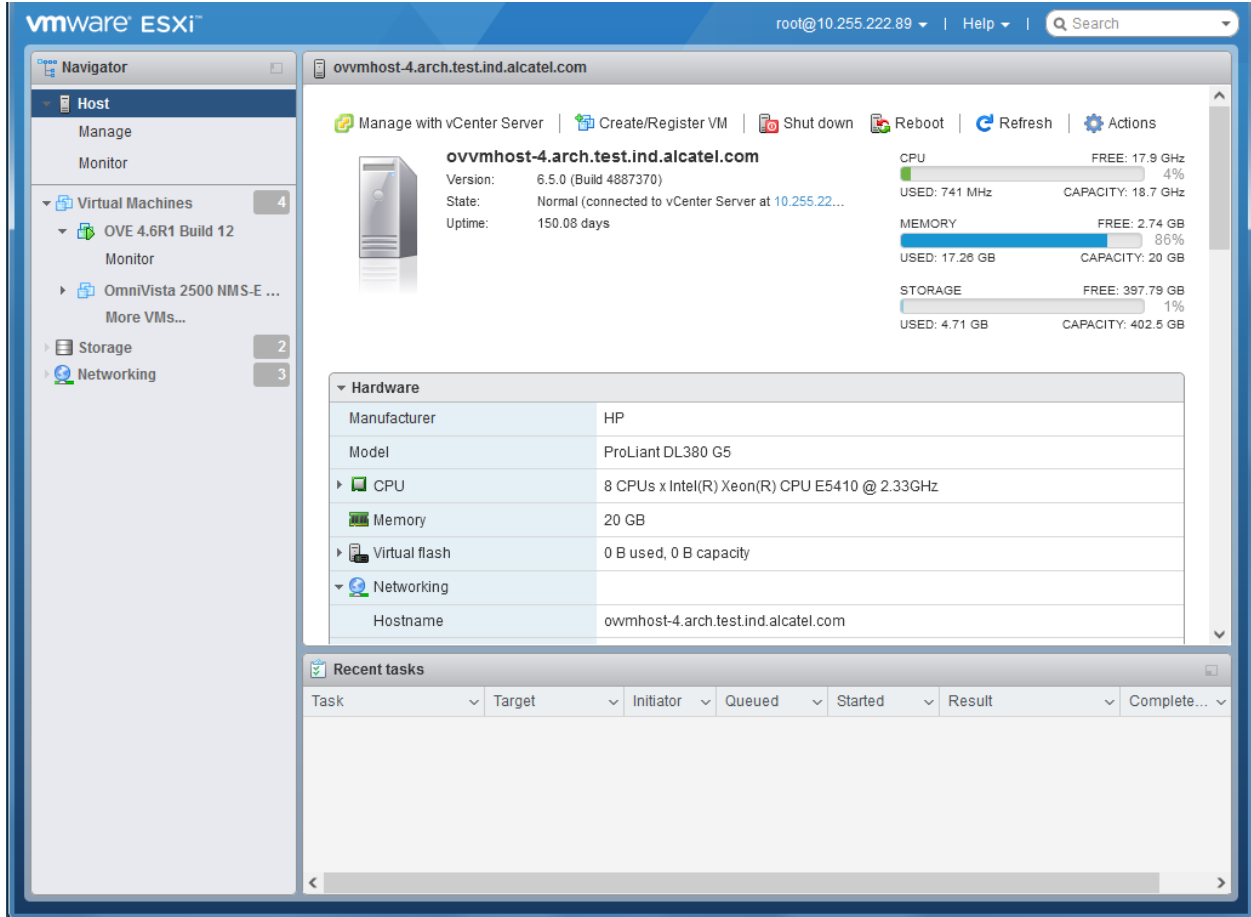 vmware ESXi™
root@10.255.222.89 | Help | Search
Navigator
Host
Manage
Monitor
Virtual Machines 4
OVE 4.6R1 Build 12
Monitor
OmniVista 2500 NMS-E ...
More VMs...
Storage 2
Networking 3
ovvmhost-4.arch.test.ind.alcatel.com
Manage with vCenter Server | Create/Register VM | Shut down Reboot | Refresh | Actions
ovvmhost-4.arch.test.ind.alcatel.com
Version: 6.5.0 (Build 4887370)
State: Normal (connected to vCenter Server at 10.255.22...
Uptime: 150.08 days
CPU FREE: 17.9 GHz
4%
USED: 741 MHz CAPACITY: 18.7 GHz
MEMORY FREE: 2.74 GB
86%
USED: 17.26 GB CAPACITY: 20 GB
STORAGE FREE: 397.79 GB
1%
USED: 4.71 GB CAPACITY: 402.5 GB
Hardware
Manufacturer HP
Model ProLiant DL380 G5
CPU 8 CPUs x Intel(R) Xeon(R) CPU E5410 @ 2.33GHz
Memory 20 GB
Virtual flash 0 B used, 0 B capacity
Networking
Hostname ovvmhost-4.arch.test.ind.alcatel.com
Recent tasks
Task Target Initiator Queued Started Result Complete...